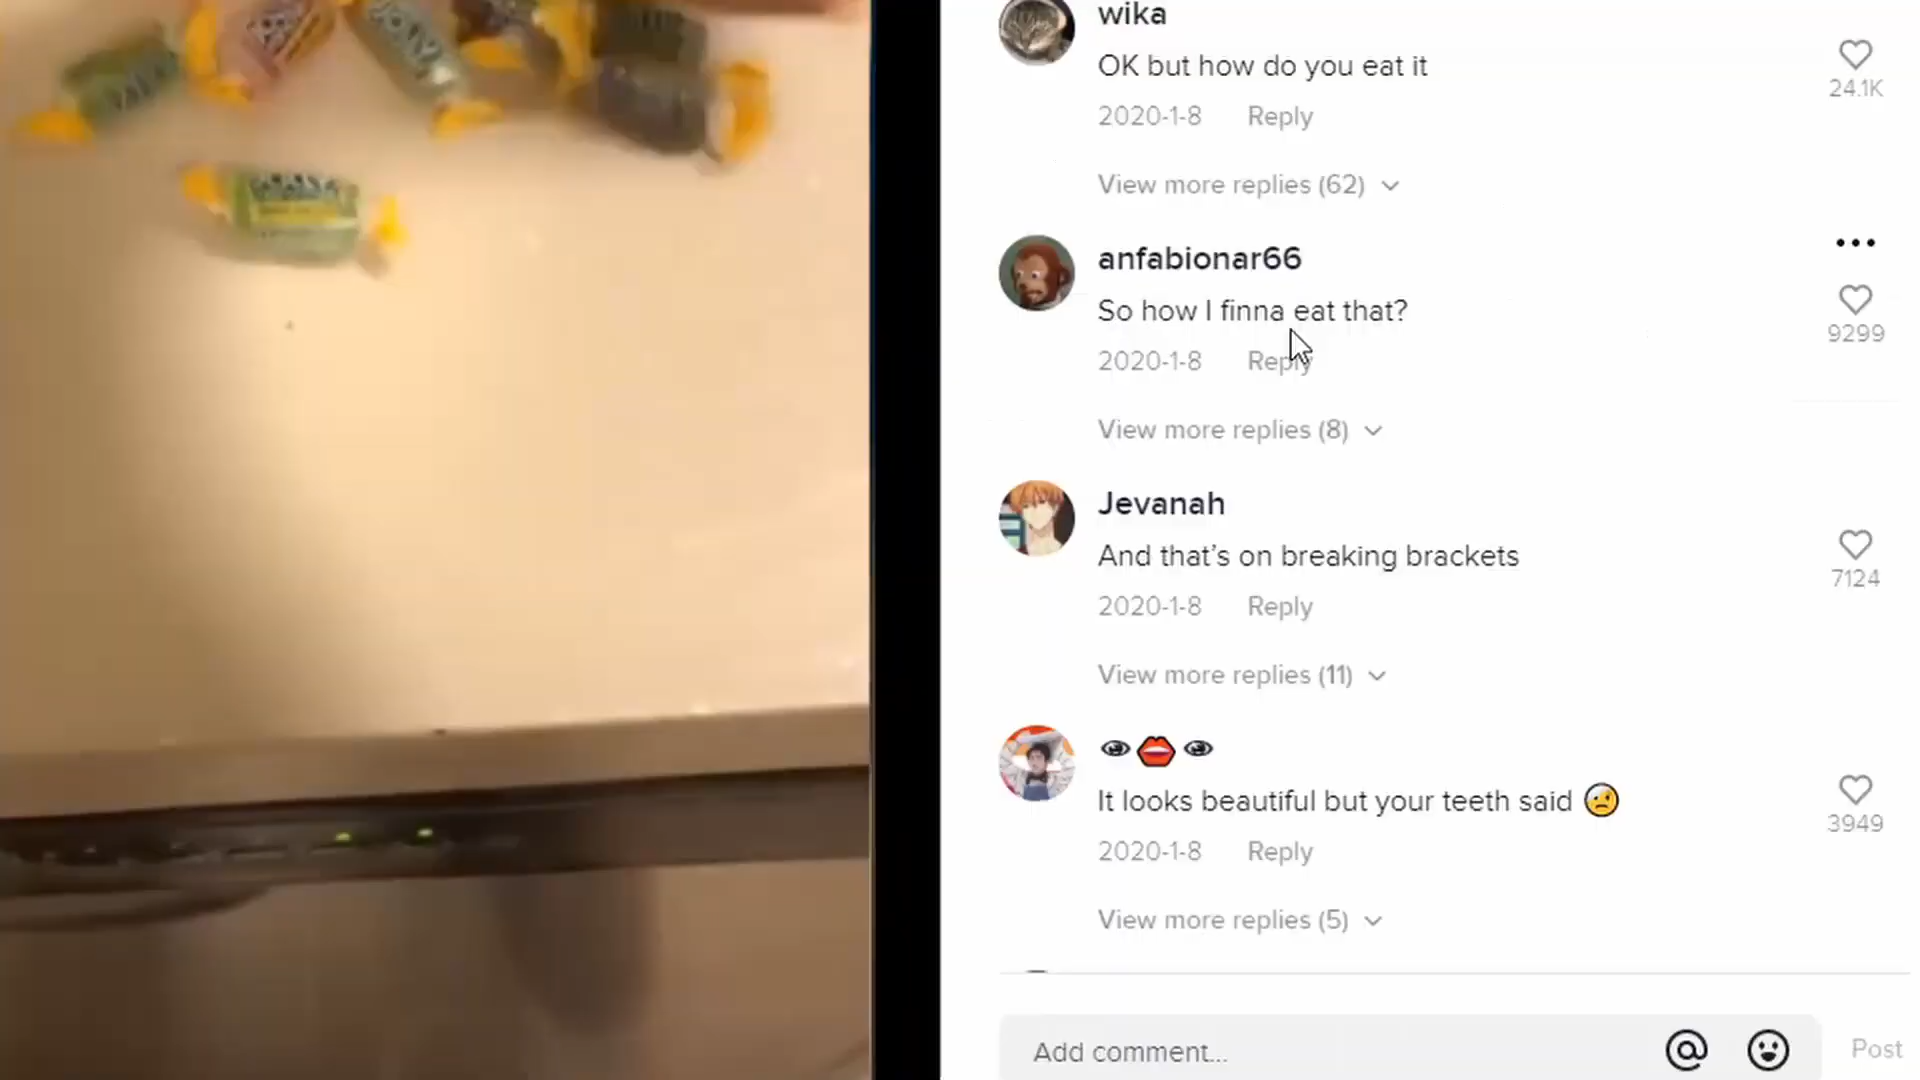 wika
OK but how do you eat it
24.1K
2020-1-8 Reply
View more replies (62)
anfabionar66
So how I finna eat that?
9299
2020-1-8 Reply
View more replies (8)
Jevanah
And that's on breaking brackets
7124
2020-1-8 Reply
View more replies (11)
👁👄👁
It looks beautiful but your teeth said 🤕
3949
2020-1-8 Reply
View more replies (5)
Add comment...
Post